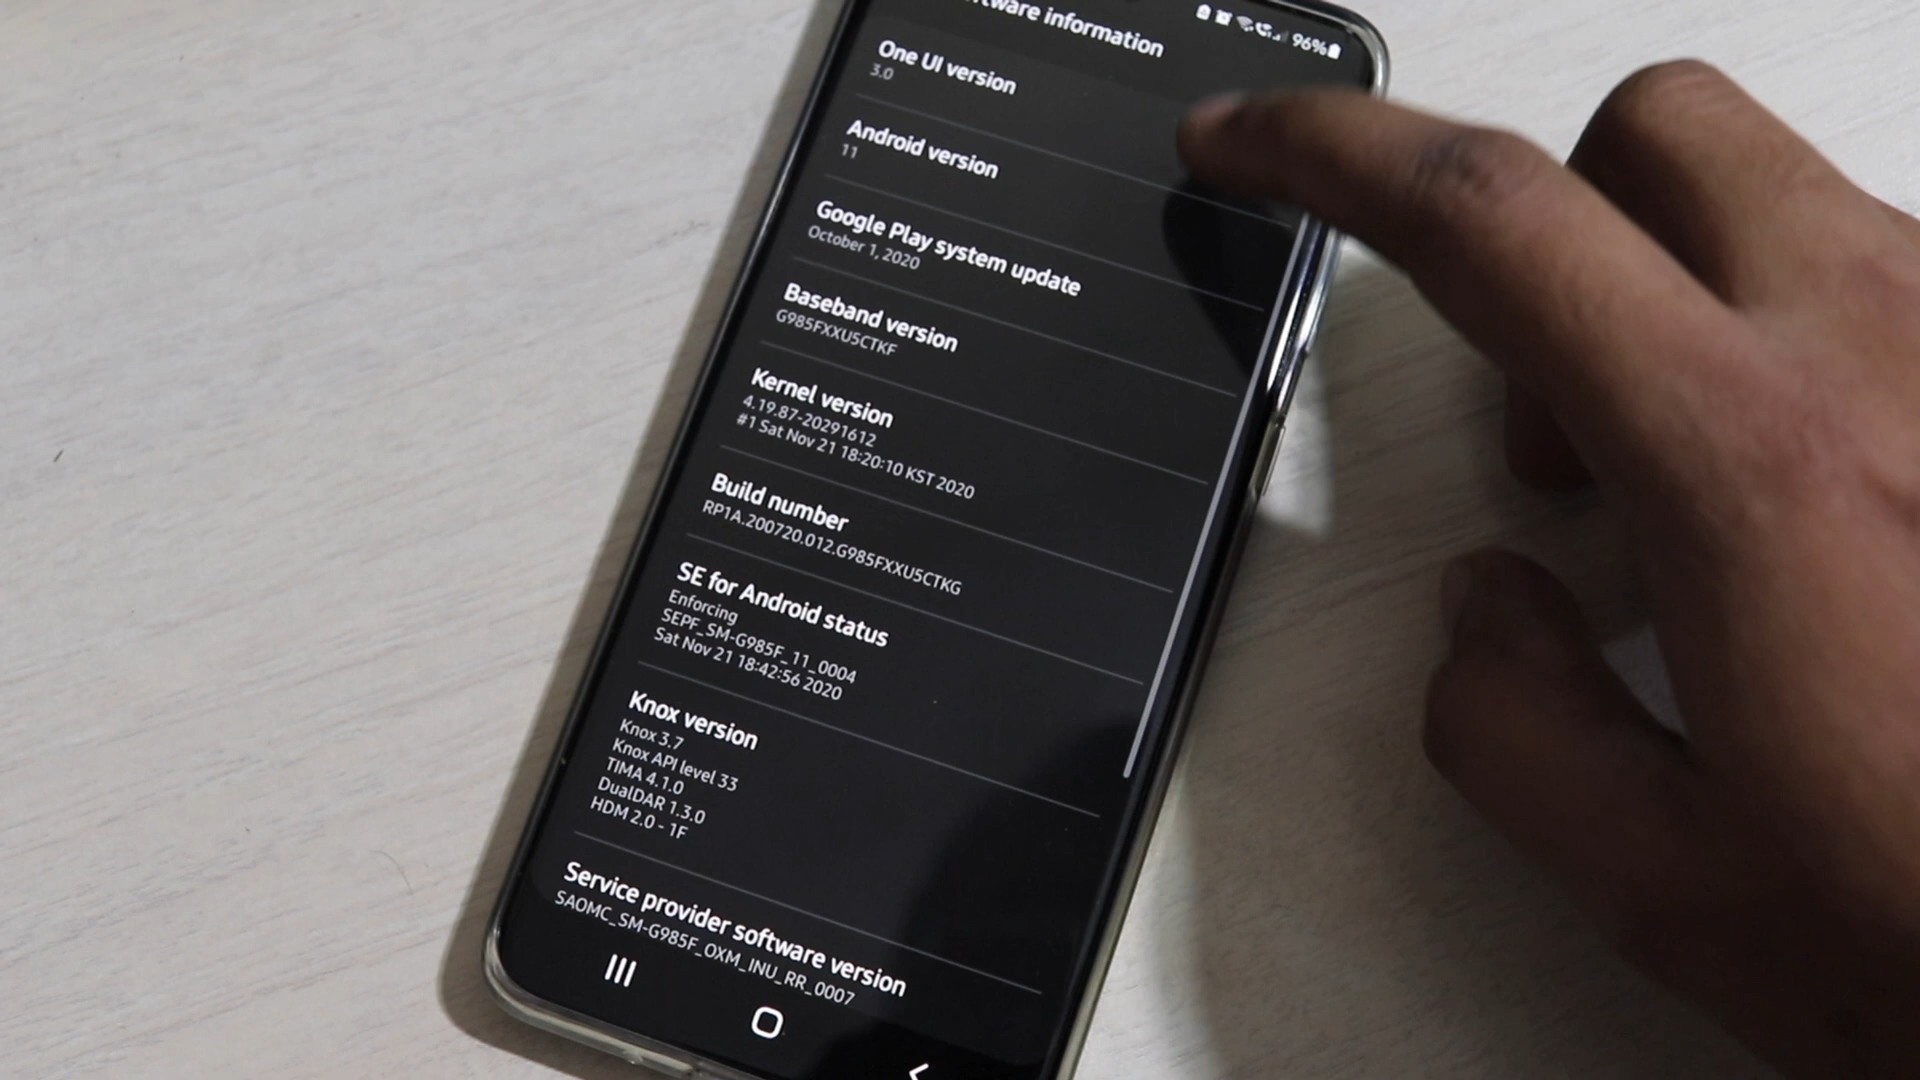 96%
ftware information
One UI version
3.0
Android version
11
Google Play system update
October 1, 2020
Baseband version
G985FXXU5CTKF
Kernel version
4.19.87-20291612
#1 Sat Nov 21 18:20:10 KST 2020
Build number
RP1A.200720.012.G985FXXU5CTKG
SE for Android status
Enforcing
SEPF_SM-G985F_11_0004
Sat Nov 21 18:42:56 2020
Knox version
Knox 3.7
Knox API level 33
TIMA 4.1.0
DualDAR 1.3.0
HDM 2.0 - 1F
Service provider software version
SAOMC_SM-G985F_OXM_INU_RR_0007